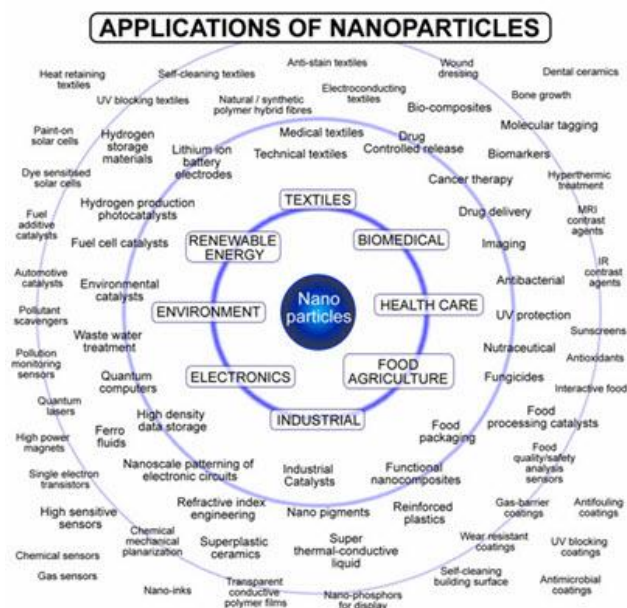 APPLICATIONS OF NANOPARTICLES
Anti-stain textiles
Wound
dressing
Heat retaining
textiles
Self-cleaning textiles
Dental ceramics
UV blocking textiles
Natural / synthetic
polymer hybrid fibres
Electroconducting
textiles
Bio-composites
Bone growth
Paint-on
solar cells
Hydrogen
storage
materials
Lithium ion
battery
electrodes
Medical textiles
Technical textiles
Drug
Controlled release
Molecular tagging
Biomarkers
Dye sensitised
solar cells
Cancer therapy
Hyperthermic
treatment
Hydrogen production
photocatalysts
TEXTILES
Drug delivery
Fuel
additive
catalysts
MRI
contrast
agents
Fuel cell catalysts
RENEWABLE
ENERGY
BIOMEDICAL
Imaging
Automotive
catalysts
Environmental
catalysts
Antibacterial
IR
contrast
agents
Nano
particles
ENVIRONMENT
HEALTH CARE
Pollutant
scavengers
UV protection
Sunscreens
Waste water
treatment
Nutraceutical
Pollution
monitoring
sensors
Antioxidants
Quantum
computers
ELECTRONICS
FOOD
AGRICULTURE
Fungicides
Interactive food
Quantum
lasers
High density
data storage
INDUSTRIAL
Food
packaging
Food
processing catalysts
High power
magnets
Ferro
fluids
Food
quality/safety
analysis
sensors
Single electron
transistors
Nanoscale patterning of
electronic circuits
Industrial
Catalysts
Functional
nanocomposites
High sensitive
sensors
Refractive index
engineering
Nano pigments
Reinforced
plastics
Gas-barrier
coatings
Antifouling
coatings
Chemical
mechanical
planarization
Superplastic
ceramics
Super
thermal-conductive
liquid
Wear resistant
coatings
UV blocking
coatings
Chemical sensors
Gas sensors
Nano-inks
Transparent
conductive
polymer films
Nano-phosphors
for display
Self-cleaning
building surface
Antimicrobial
coatings